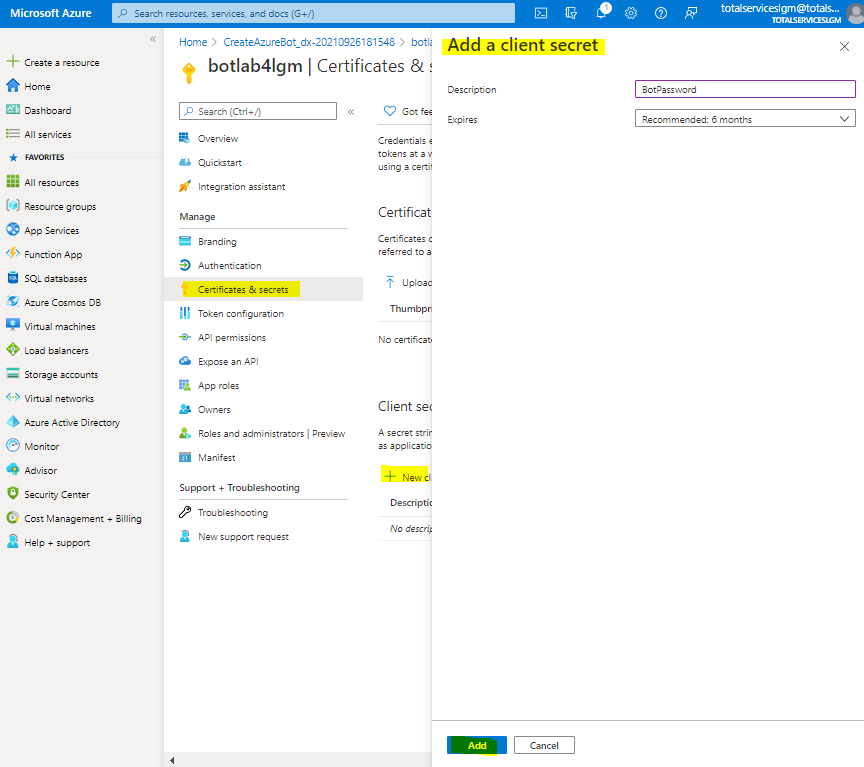 Microsoft Azure
Search resources, services, and docs (G+/)
1
totalserviceslgm@totals...
TOTALSERVICESLGM
«
Create a resource
Home
Dashboard
All services
FAVORITES
All resources
Resource groups
App Services
Function App
SQL databases
Azure Cosmos DB
Virtual machines
Load balancers
Storage accounts
Virtual networks
Azure Active Directory
Monitor
Advisor
Security Center
Cost Management + Billing
Help + support
Home > CreateAzureBot_dx-20210926181548 >
botlab4lgm | Certificates &
Search (Ctrl+/)
«
Overview
Quickstart
Integration assistant
Manage
Branding
Authentication
Certificates & secrets
Token configuration
API permissions
Expose an API
App roles
Owners
Roles and administrators | Preview
Manifest
Support + Troubleshooting
Troubleshooting
New support request
Got
Credentials
tokens at a
using a
Certificat
Certificates
referred to a
Upload
Thumbpr
No certificat
Client sec
A secret strin
as applicatio
New cl
Descriptio
No descrip
Add a client secret
Description
BotPassword
Expires
Recommended: 6 months
Add
Cancel